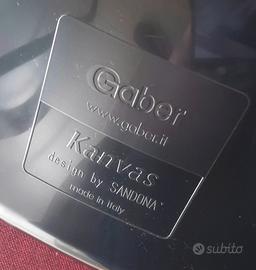 Gaber
www.gaber.it
Kanvas
design by SANDONA'
made in Italy
subito